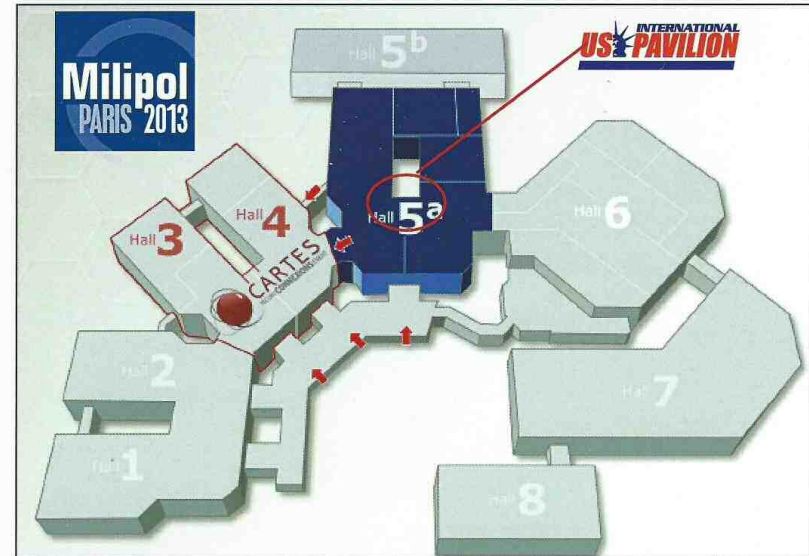 Milipol
PARIS 2013
Hall 5b
INTERNATIONAL
US PAVILION
Hall 5a
Hall 4
Hall 3
CARTES
Hall 6
Hall 2
Hall 7
Hall 1
Hall 8